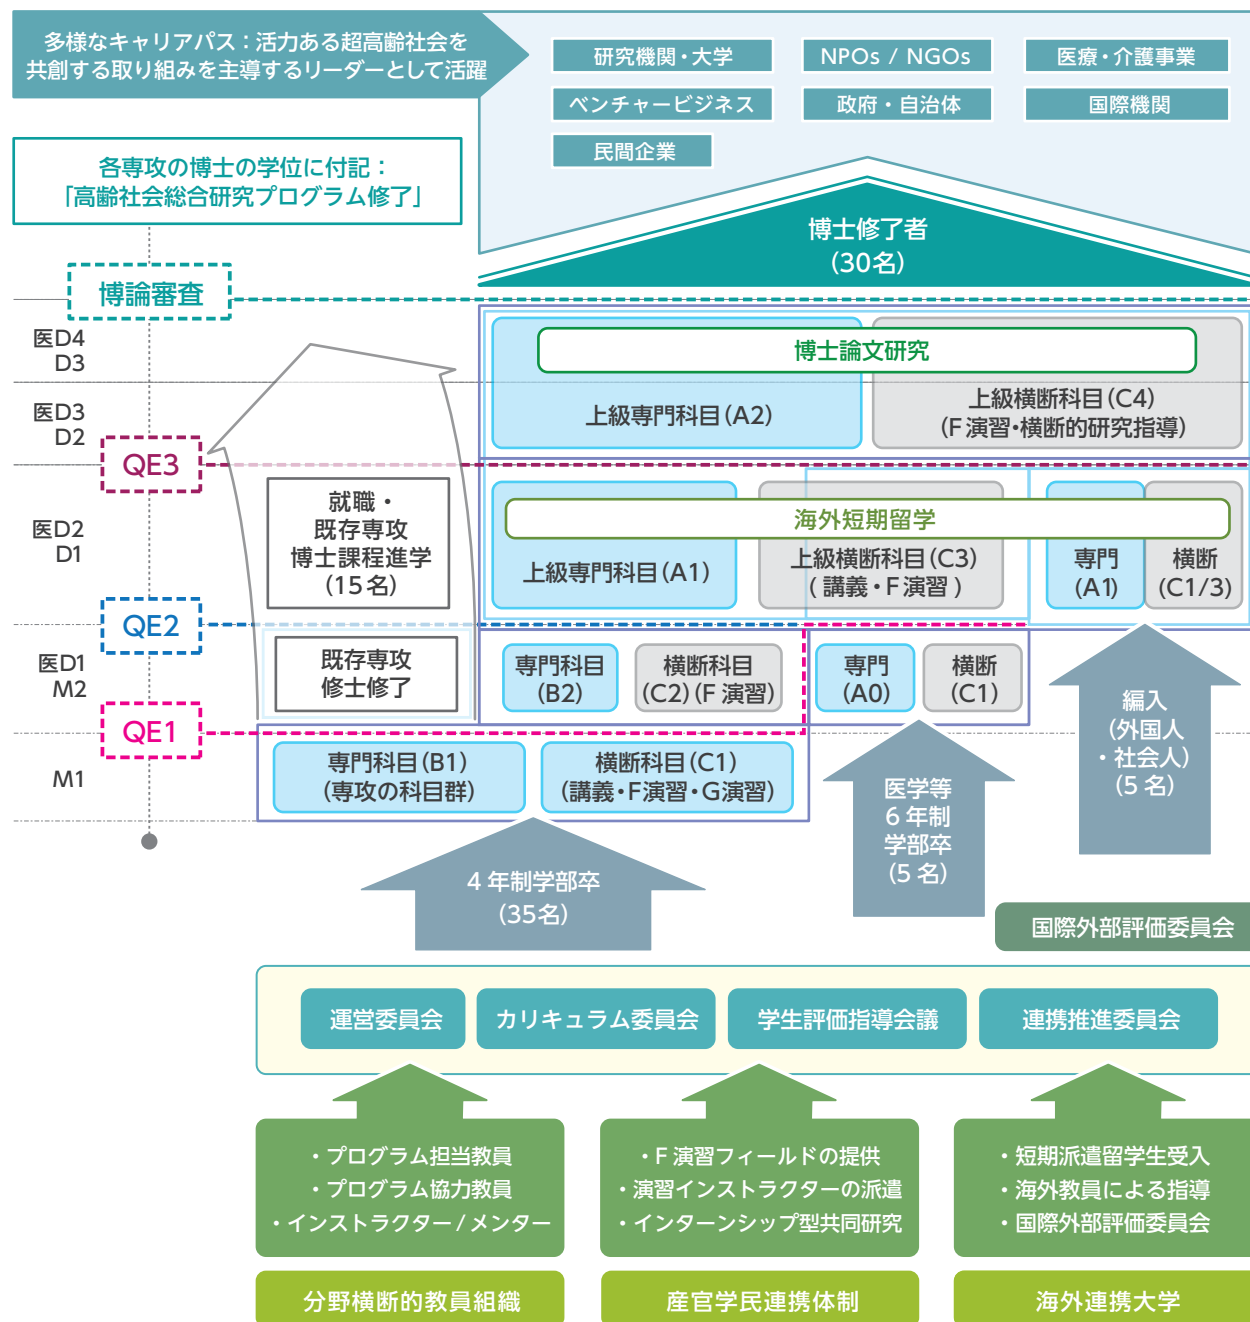 多様なキャリアパス：活力ある超高齢社会を
共創する取り組みを主導するリーダーとして活躍
研究機関・大学
NPOs / NGOs
医療・介護事業
ベンチャービジネス
政府・自治体
国際機関
民間企業
各専攻の博士の学位に付記：
「高齢社会総合研究プログラム修了」
博士修了者
(30名)
博論審査
医D4
D3
博士論文研究
上級専門科目(A2)
上級横断科目(C4)
(F演習・横断的研究指導)
医D3
D2
QE3
就職・
既存専攻
博士課程進学
(15名)
海外短期留学
医D2
D1
上級専門科目(A1)
上級横断科目(C3)
(講義・F演習)
専門
(A1)
横断
(C1/3)
QE2
既存専攻
修士修了
医D1
M2
専門科目
(B2)
横断科目
(C2)(F 演習)
専門
(A0)
横断
(C1)
QE1
編入
(外国人
・社会人)
(5名)
M1
専門科目(B1)
(専攻の科目群)
横断科目(C1)
(講義・F演習・G演習)
医学等
6年制
学部卒
(5名)
4年制学部卒
(35名)
国際外部評価委員会
運営委員会
カリキュラム委員会
学生評価指導会議
連携推進委員会
・プログラム担当教員
・プログラム協力教員
・インストラクター/メンター
・F 演習フィールドの提供
・演習インストラクターの派遣
・インターンシップ型共同研究
・短期派遣留学生受入
・海外教員による指導
・国際外部評価委員会
分野横断的教員組織
産官学民連携体制
海外連携大学